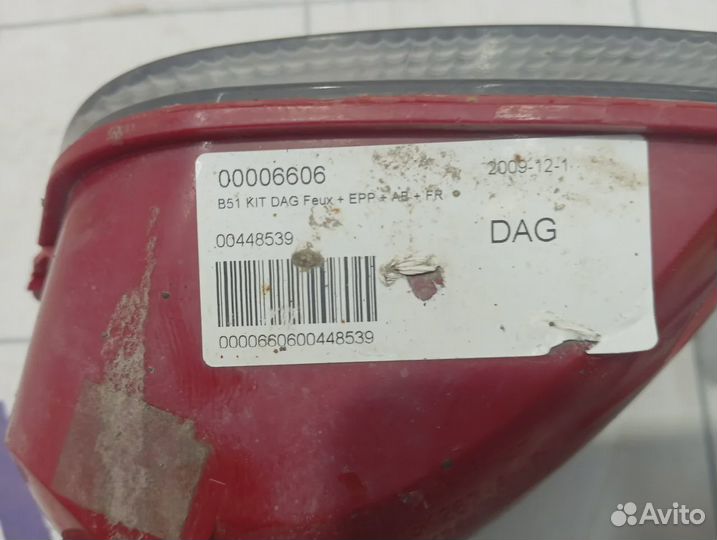 00006606
2009-12-1
B51 KIT DAG Feux + EPP + AB + FR
00448539
DAG
0000660600448539
Avito